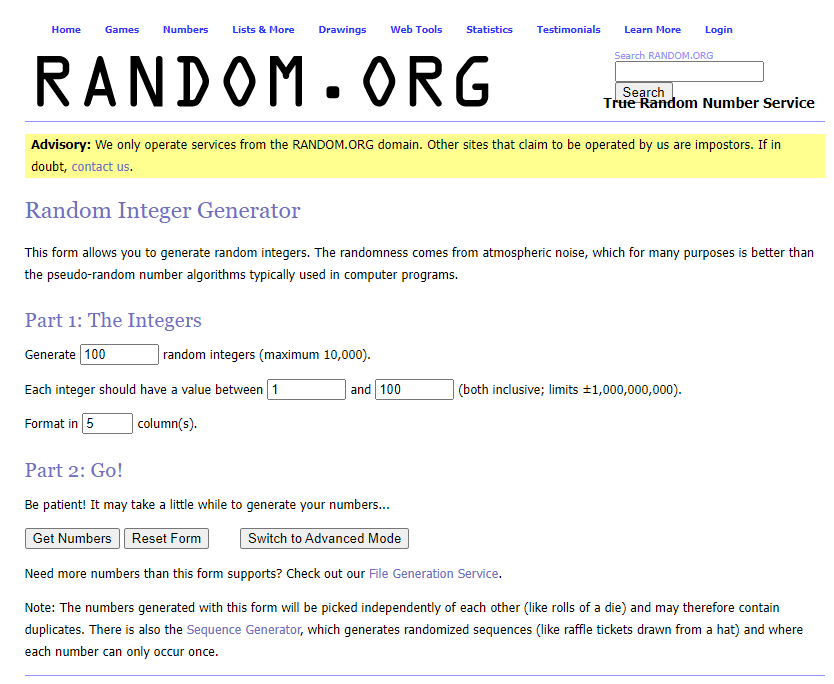 Home Games Numbers Lists & More Drawings Web Tools Statistics Testimonials Learn More Login
RANDOM.ORG
Search RANDOM.ORG
Search
True Random Number Service
Advisory: We only operate services from the RANDOM.ORG domain. Other sites that claim to be operated by us are impostors. If in
doubt, contact us.
Random Integer Generator
This form allows you to generate random integers. The randomness comes from atmospheric noise, which for many purposes is better than
the pseudo-random number algorithms typically used in computer programs.
Part 1: The Integers
Generate 100 random integers (maximum 10,000).
Each integer should have a value between 1 and 100 (both inclusive; limits ±1,000,000,000).
Format in 5 column(s).
Part 2: Go!
Be patient! It may take a little while to generate your numbers...
Get Numbers Reset Form Switch to Advanced Mode
Need more numbers than this form supports? Check out our File Generation Service.
Note: The numbers generated with this form will be picked independently of each other (like rolls of a die) and may therefore contain
duplicates. There is also the Sequence Generator, which generates randomized sequences (like raffle tickets drawn from a hat) and where
each number can only occur once.